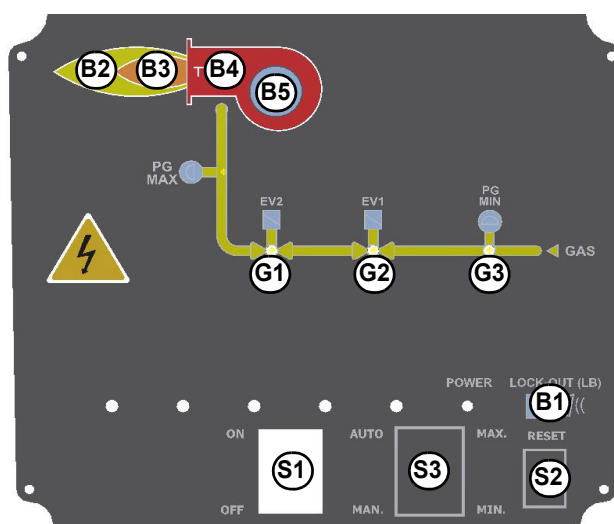 B2 B3 T B4
B5
PG
MAX
EV2 EV1 PG
MIN
GAS
G1 G2 G3
POWER LOCK-OUT (LB)
B1
ON AUTO MAX. RESET
S1 S3 S2
OFF MAN. MIN.